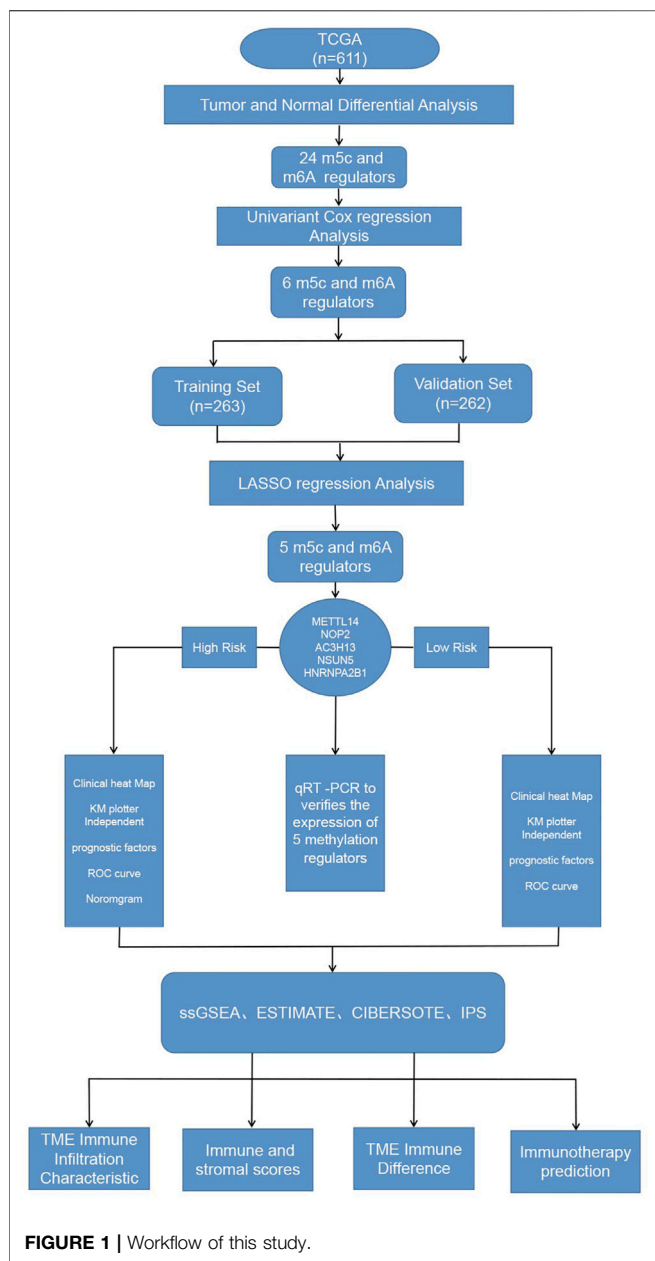 TCGA
(n=611)
Tumor and Normal Differential Analysis
24 m5c and
m6A regulators
Univariant Cox regression
Analysis
6 m5c and m6A
regulators
Training Set
(n=263)
Validation Set
(n=262)
LASSO regression Analysis
5 m5c and m6A
regulators
High Risk
METTL14
NOP2
AC3H13
NSUN5
HNRNPA2B1
Low Risk
Clinical heat Map
KM plotter
Independent
prognostic factors
ROC curve
Noromgram
qRT -PCR to
verifies the
expression of
5 methylation
regulators
Clinical heat Map
KM plotter
Independent
prognostic factors
ROC curve
ssGSEA、ESTIMATE、CIBERSOTE、IPS
TME Immune
Infiltration
Characteristic
Immune and
stromal scores
TME Immune
Difference
Immunotherapy
prediction
FIGURE 1 | Workflow of this study.